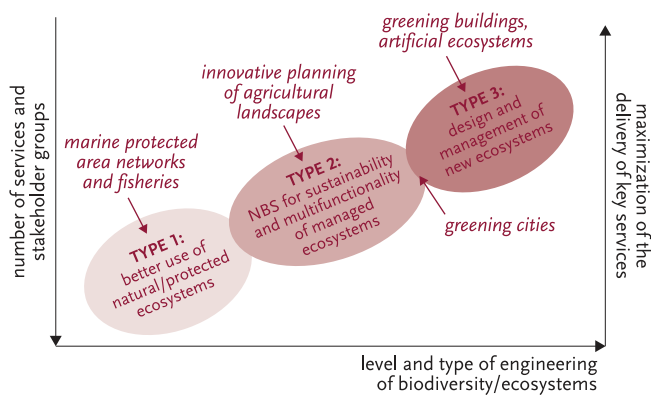 greening buildings,
artificial ecosystems
innovative planning
of agricultural
landscapes
marine protected
area networks
and fisheries
TYPE 3:
design and
management of
new ecosystems
TYPE 2:
NBS for sustainability
and multifunctionality
of managed
ecosystems
TYPE 1:
better use of
natural/protected
ecosystems
greening cities
number of services and
stakeholder groups
maximization of the
delivery of key services
level and type of engineering
of biodiversity/ecosystems